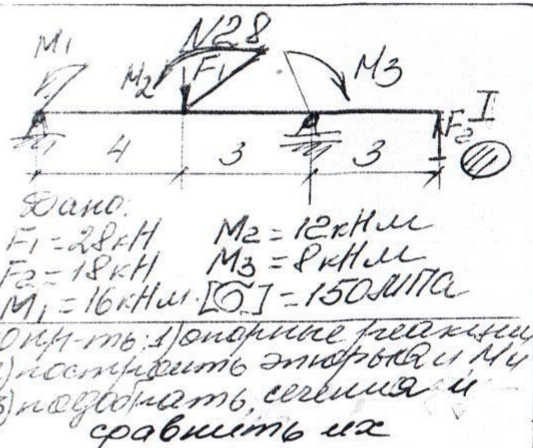 M1 N28
M2 F1 M3
F2 I
4 3 3
Дано:
F1=28кН M2=12кНм
F2=18кН M3=8кНм
M1=16кНм [σ]=150МПа
Опр-ть: 1) опорные реакции
2) построить эпюры Q и Ми
3) подобрать сечения и
сравнить их